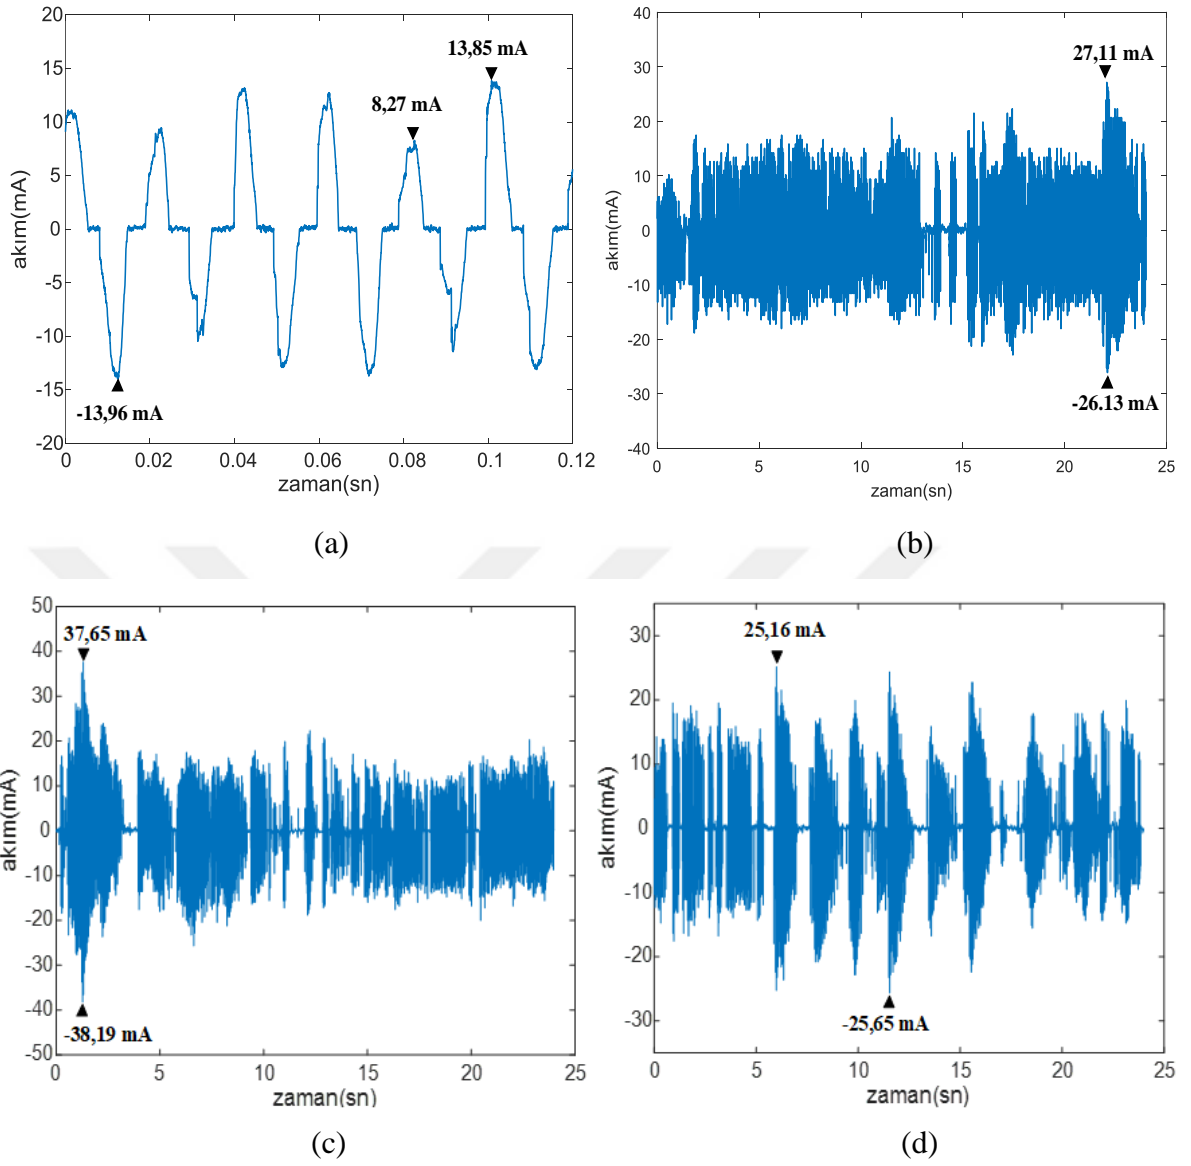 20
15
10
5
0
-5
-10
-15
-20
akım(mA)
13,85 mA
8,27 mA
-13,96 mA
0 0.02 0.04 0.06 0.08 0.1 0.12
zaman(sn)
(a)
40
30
20
10
0
-10
-20
-30
-40
akım(mA)
27,11 mA
-26.13 mA
0 5 10 15 20 25
zaman(sn)
(b)
50
40
30
20
10
0
-10
-20
-30
-40
-50
akım(mA)
37,65 mA
-38,19 mA
0 5 10 15 20 25
zaman(sn)
(c)
30
20
10
0
-10
-20
-30
akım(mA)
25,16 mA
-25,65 mA
0 5 10 15 20 25
zaman(sn)
(d)